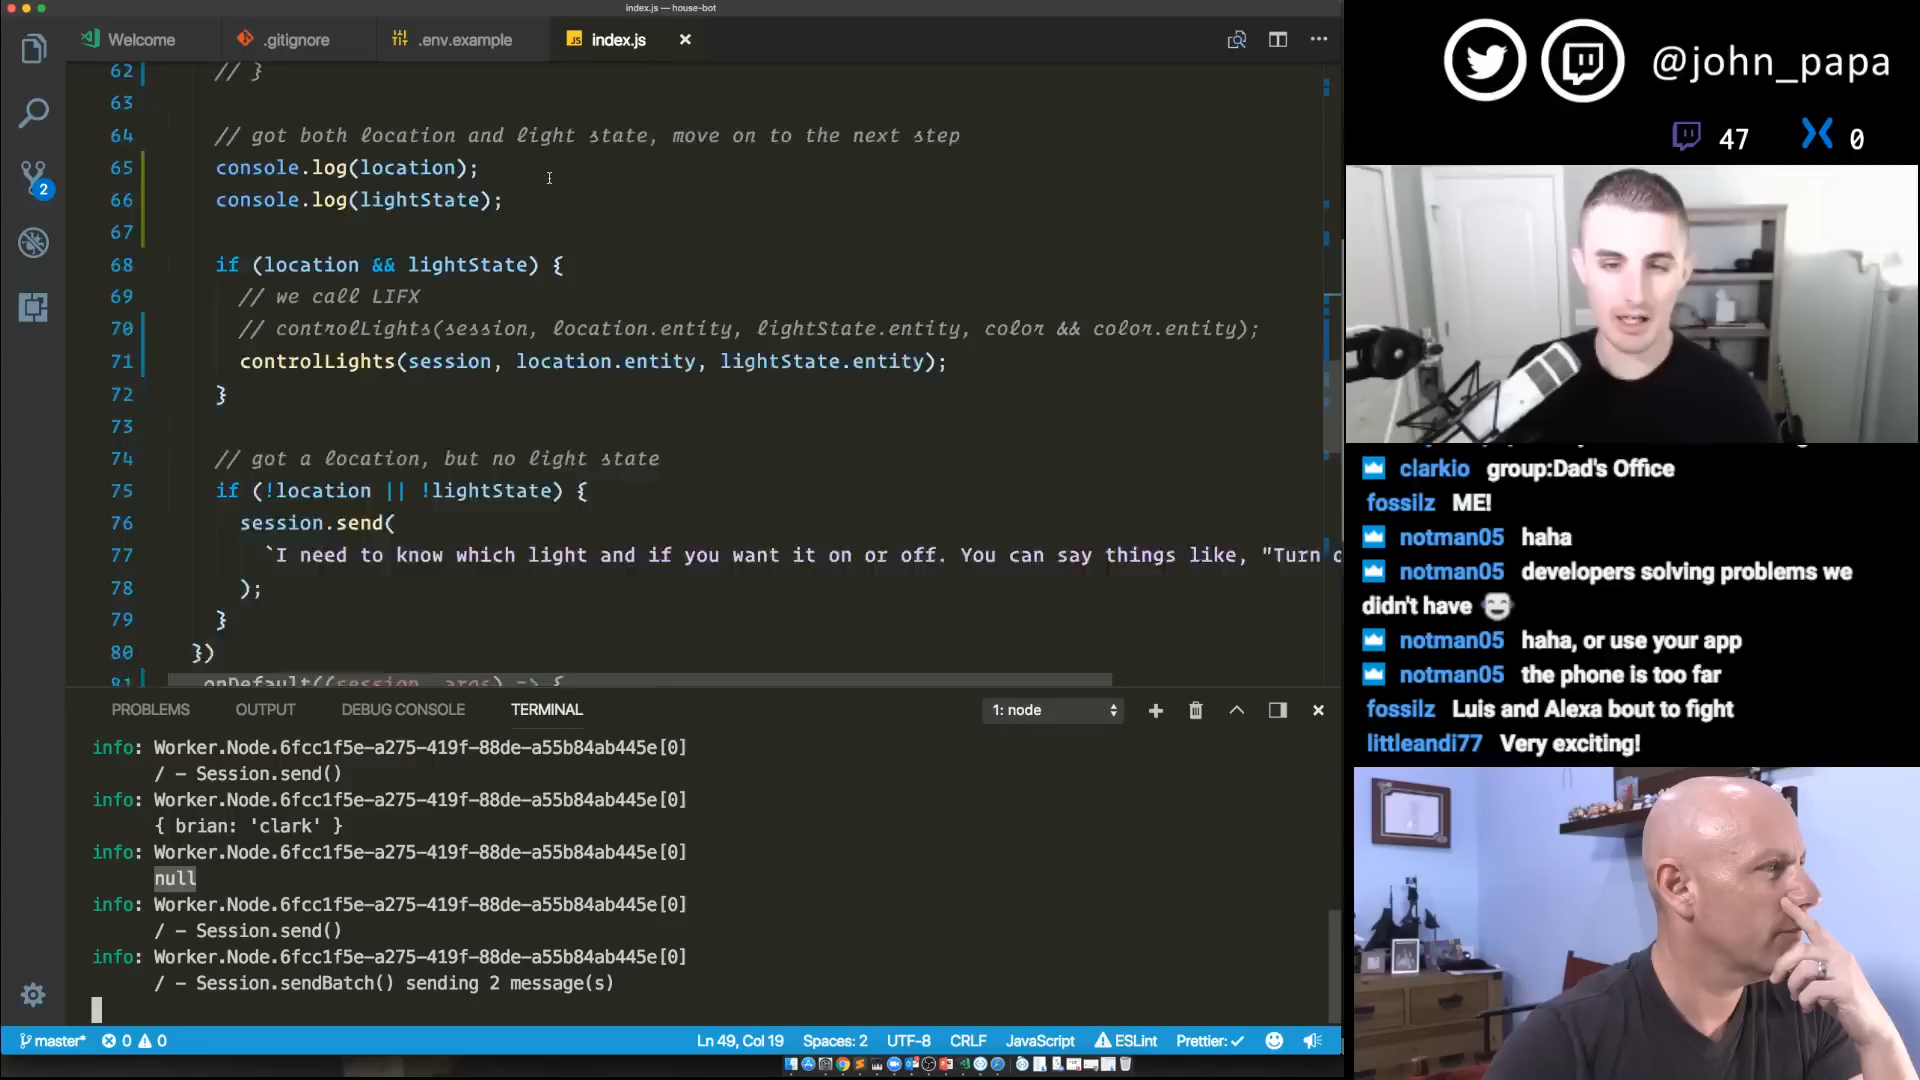 index.js — house-bot
Welcome
.gitignore
.env.example
index.js
62 // }
63
64 // got both location and light state, move on to the next step
65 console.log(location);
66 console.log(lightState);
67
68 if (location && lightState) {
69 // we call LIFX
70 // controlLights(session, location.entity, lightState.entity, color && color.entity);
71 controlLights(session, location.entity, lightState.entity);
72 }
73
74 // got a location, but no light state
75 if (!location || !lightState) {
76 session.send(
77 `I need to know which light and if you want it on or off. You can say things like, "Turn o
78 );
79 }
80 })
81 .onDefault((session, args) => {
2
PROBLEMS
OUTPUT
DEBUG CONSOLE
TERMINAL
1: node
info: Worker.Node.6fcc1f5e-a275-419f-88de-a55b84ab445e[0]
/ - Session.send()
info: Worker.Node.6fcc1f5e-a275-419f-88de-a55b84ab445e[0]
{ brian: 'clark' }
info: Worker.Node.6fcc1f5e-a275-419f-88de-a55b84ab445e[0]
null
info: Worker.Node.6fcc1f5e-a275-419f-88de-a55b84ab445e[0]
/ - Session.send()
info: Worker.Node.6fcc1f5e-a275-419f-88de-a55b84ab445e[0]
/ - Session.sendBatch() sending 2 message(s)
master* 0 0
Ln 49, Col 19
Spaces: 2
UTF-8
CRLF
JavaScript
ESLint
Prettier: ✓
@john_papa
47
0
clarkio group:Dad's Office
fossilz ME!
notman05 haha
notman05 developers solving problems we
didn't have
notman05 haha, or use your app
notman05 the phone is too far
fossilz Luis and Alexa bout to fight
littleandi77 Very exciting!